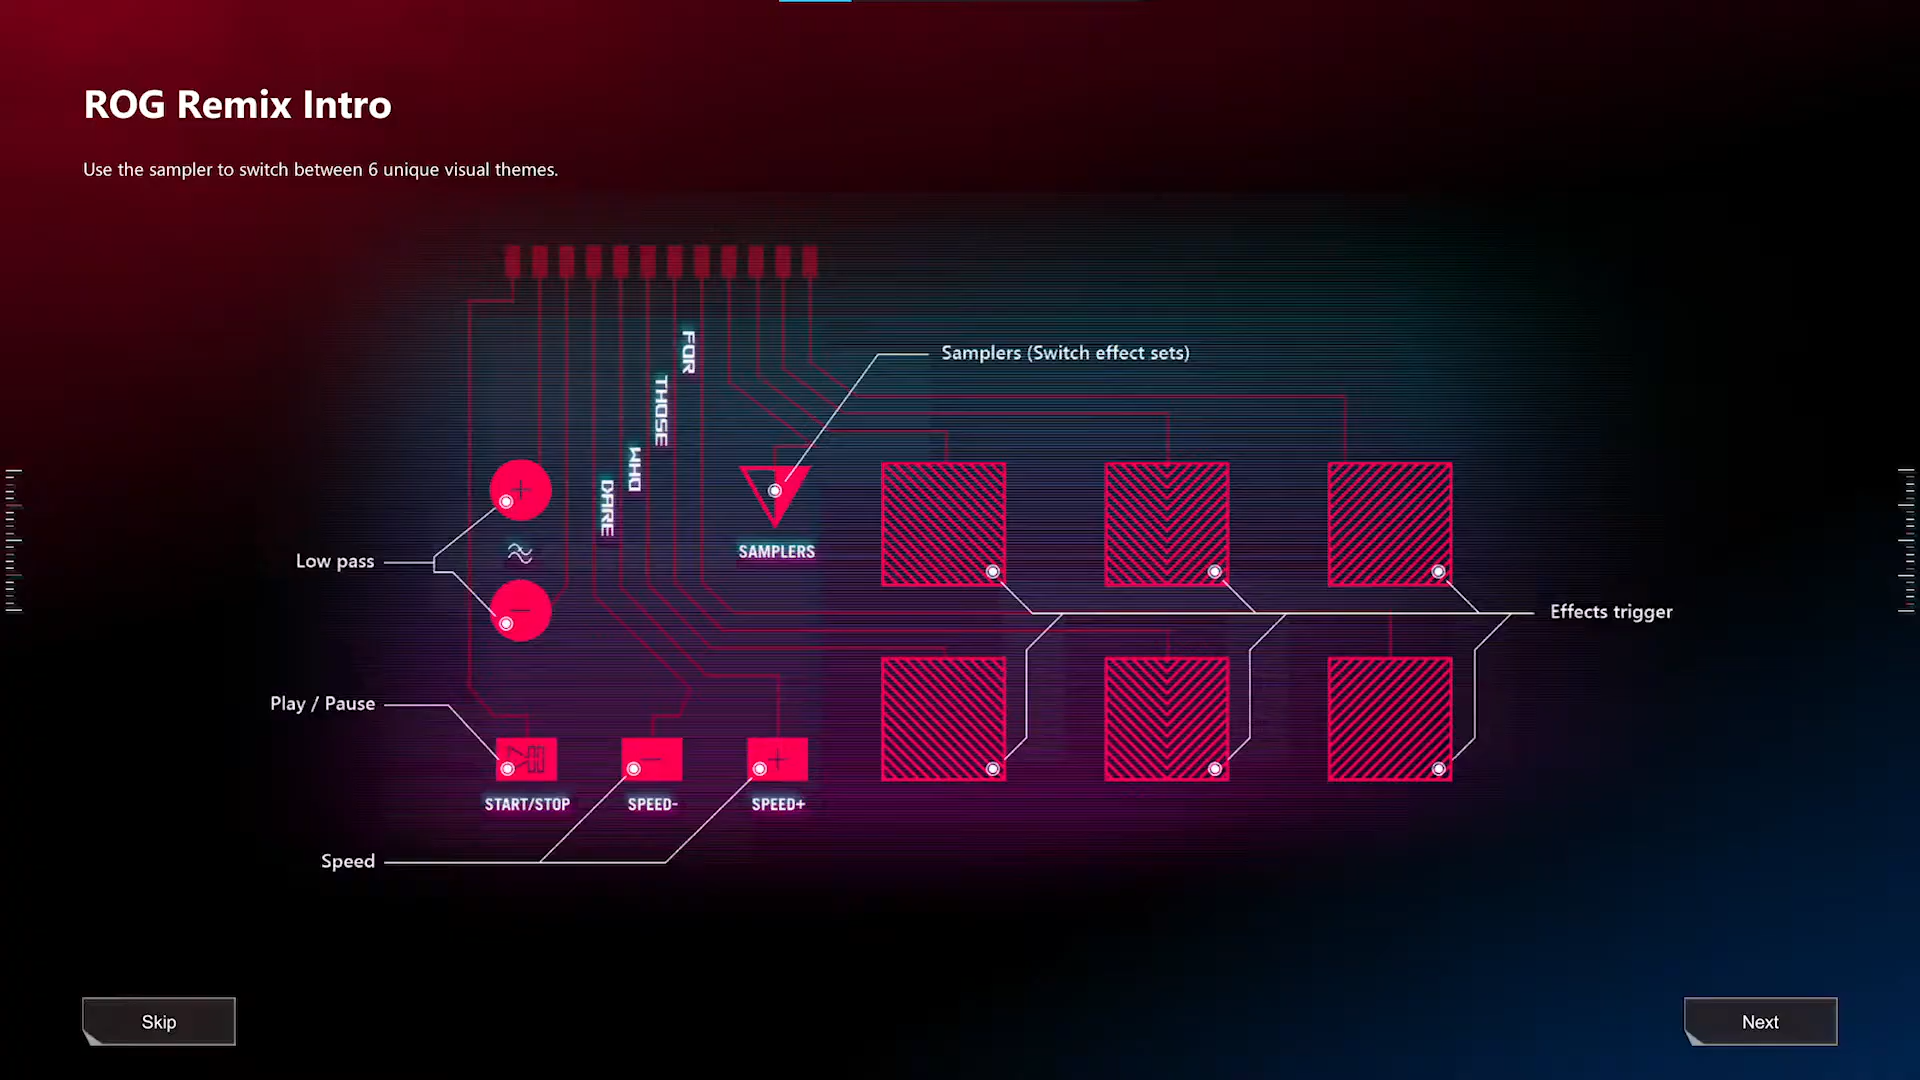 ROG Remix Intro
Use the sampler to switch between 6 unique visual themes.
FOR
THOSE
WHO
DARE
Samplers (Switch effect sets)
SAMPLERS
Low pass
Effects trigger
Play / Pause
START/STOP
SPEED-
SPEED+
Speed
Skip
Next